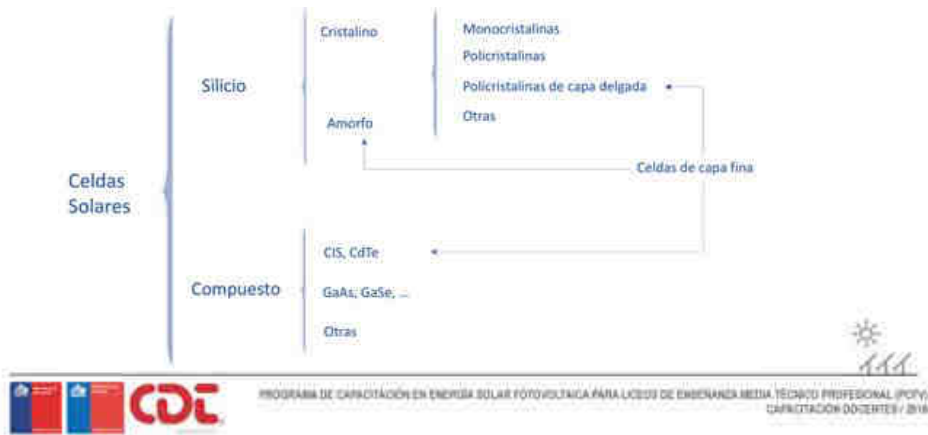 Cristalino
Monocristalinas
Policristalinas
Silicio
Policristalinas de capa delgada
Otras
Amorfo
Celdas de capa fina
Celdas
Solares
CIS, CdTe
Compuesto
GaAs, GaSe, ...
Otras
CDT
PROGRAMA DE CAPACITACIÓN EN ENERGÍA SOLAR FOTOVOLTAICA PARA LICEOS DE ENSEÑANZA MEDIA TÉCNICO PROFESIONAL (PCFV)
CAPACITACIÓN DOCENTES / 2018